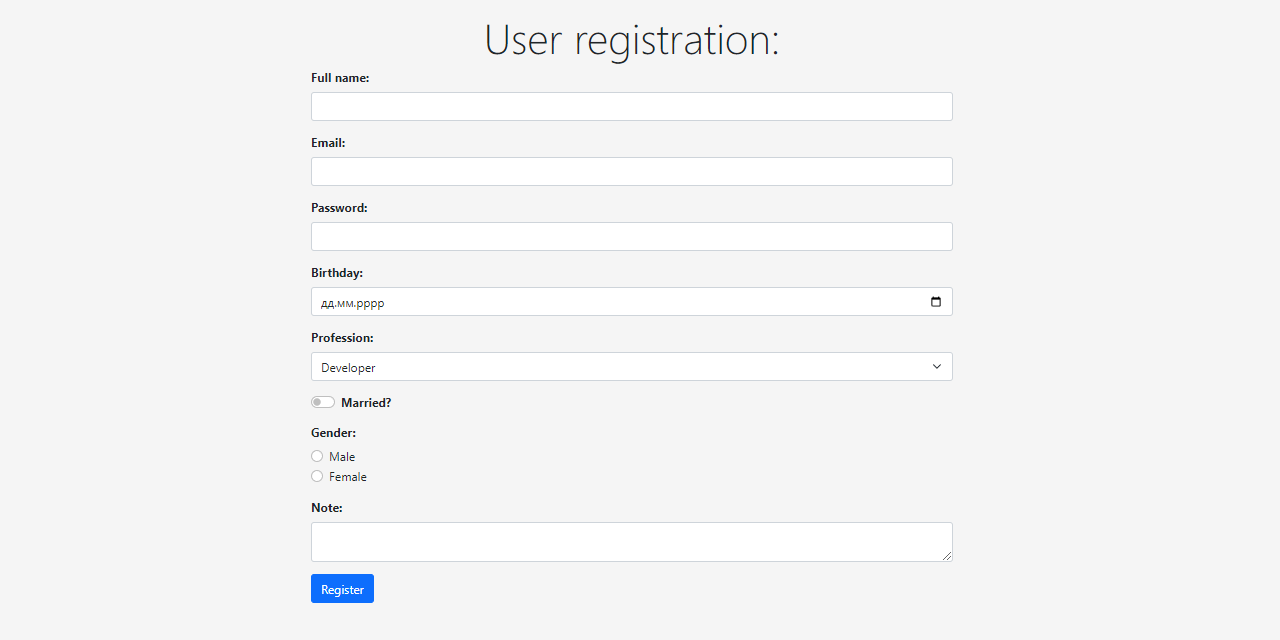 User registration:
Full name:
Email:
Password:
Birthday:
дд.мм.рррр
Profession:
Developer
Married?
Gender:
Male
Female
Note:
Register